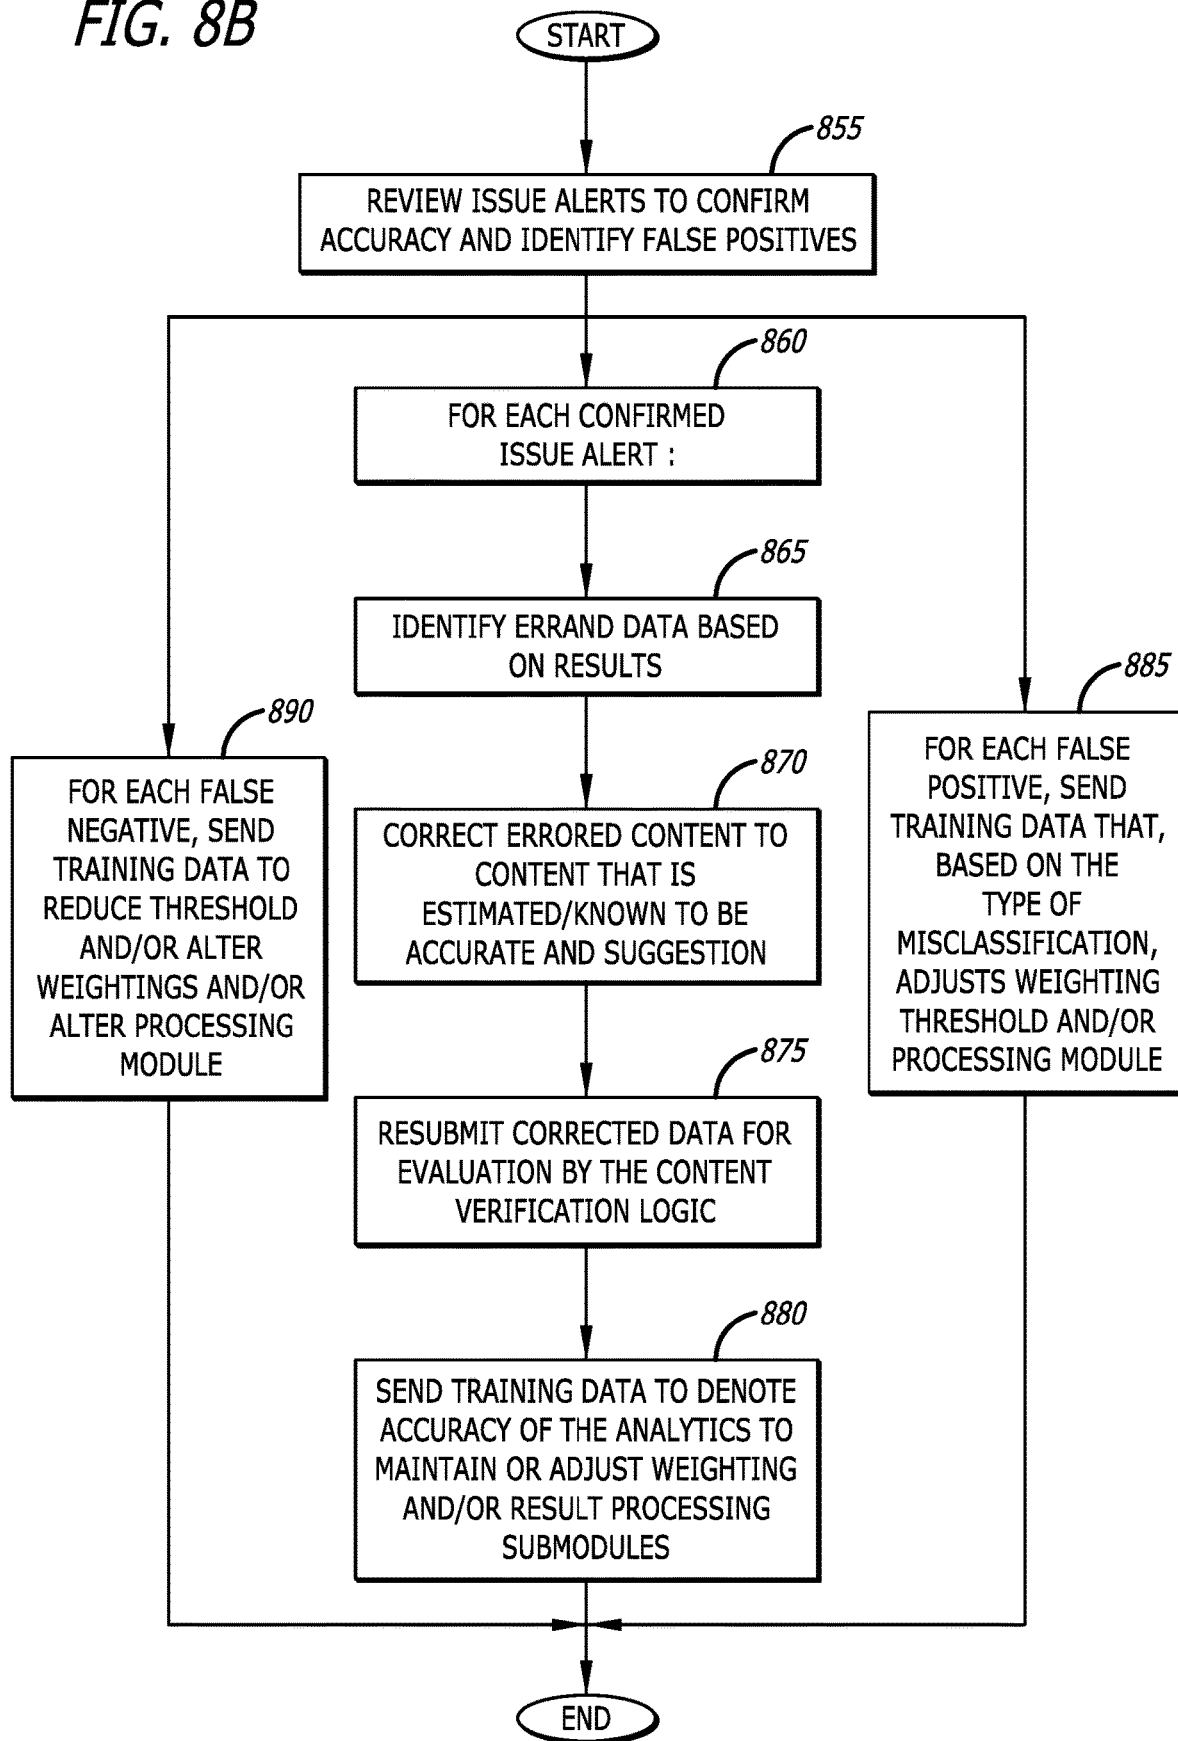 FIG. 8B
START
855
REVIEW ISSUE ALERTS TO CONFIRM
ACCURACY AND IDENTIFY FALSE POSITIVES
860
FOR EACH CONFIRMED
ISSUE ALERT :
865
IDENTIFY ERRAND DATA BASED
ON RESULTS
890
FOR EACH FALSE
NEGATIVE, SEND
TRAINING DATA TO
REDUCE THRESHOLD
AND/OR ALTER
WEIGHTINGS AND/OR
ALTER PROCESSING
MODULE
870
CORRECT ERRORED CONTENT TO
CONTENT THAT IS
ESTIMATED/KNOWN TO BE
ACCURATE AND SUGGESTION
885
FOR EACH FALSE
POSITIVE, SEND
TRAINING DATA THAT,
BASED ON THE
TYPE OF
MISCLASSIFICATION,
ADJUSTS WEIGHTING
THRESHOLD AND/OR
PROCESSING MODULE
875
RESUBMIT CORRECTED DATA FOR
EVALUATION BY THE CONTENT
VERIFICATION LOGIC
880
SEND TRAINING DATA TO DENOTE
ACCURACY OF THE ANALYTICS TO
MAINTAIN OR ADJUST WEIGHTING
AND/OR RESULT PROCESSING
SUBMODULES
END